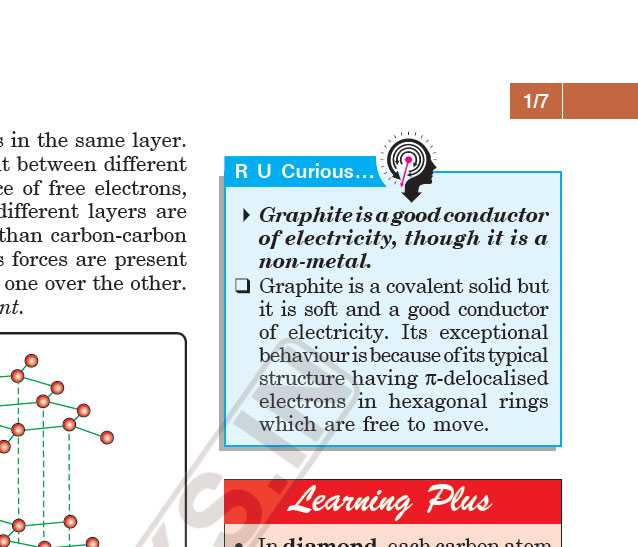 1/7
s in the same layer.
t between different
ce of free electrons,
different layers are
than carbon-carbon
s forces are present
one over the other.
nt.
R U Curious...
Graphite is a good conductor
of electricity, though it is a
non-metal.
Graphite is a covalent solid but
it is soft and a good conductor
of electricity. Its exceptional
behaviour is because of its typical
structure having π-delocalised
electrons in hexagonal rings
which are free to move.
Learning Plus
• In diamond, each carbon atom
KS.IN